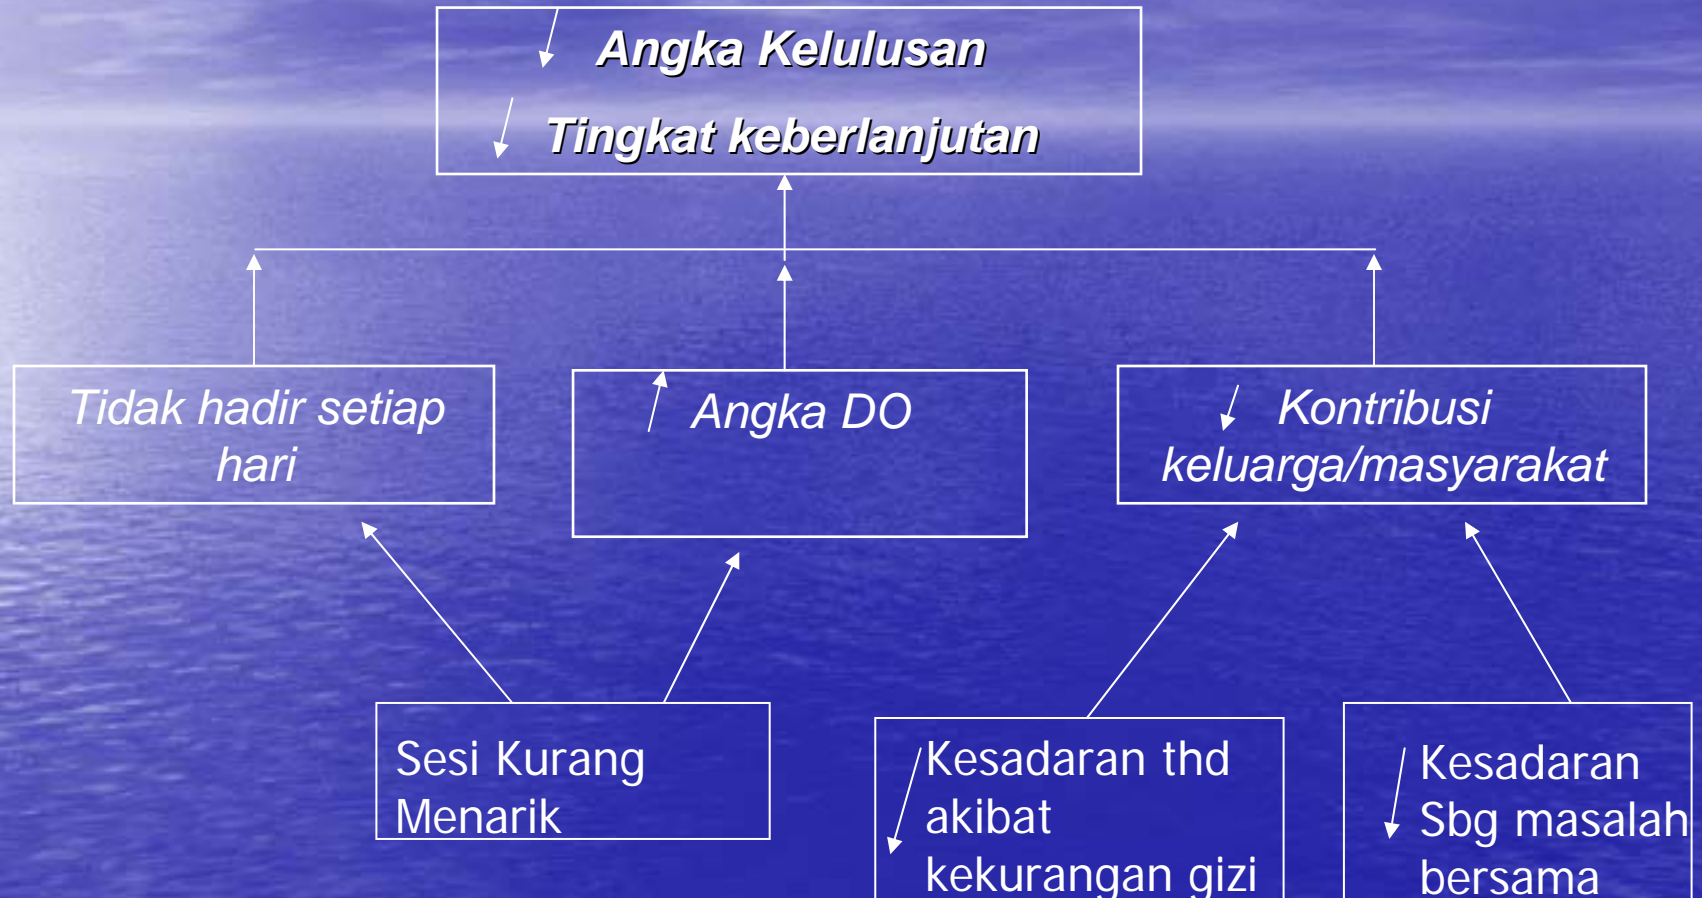 Angka Kelulusan
Tingkat keberlanjutan
Tidak hadir setiap
hari
Angka DO
Kontribusi
keluarga/masyarakat
Sesi Kurang
Menarik
Kesadaran thd
akibat
kekurangan gizi
Kesadaran
Sbg masalah
bersama